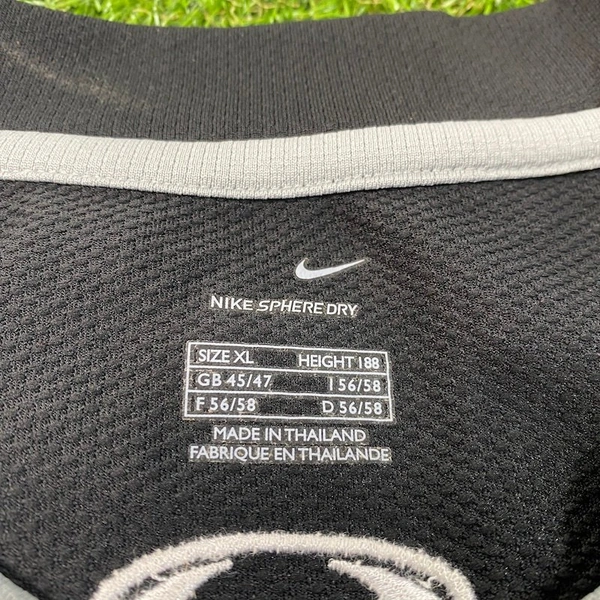 NIKE SPHERE DRY
SIZE XL HEIGHT 188
GB 45/47 I 56/58
F 56/58 D 56/58
MADE IN THAILAND
FABRIQUE EN THAILANDE